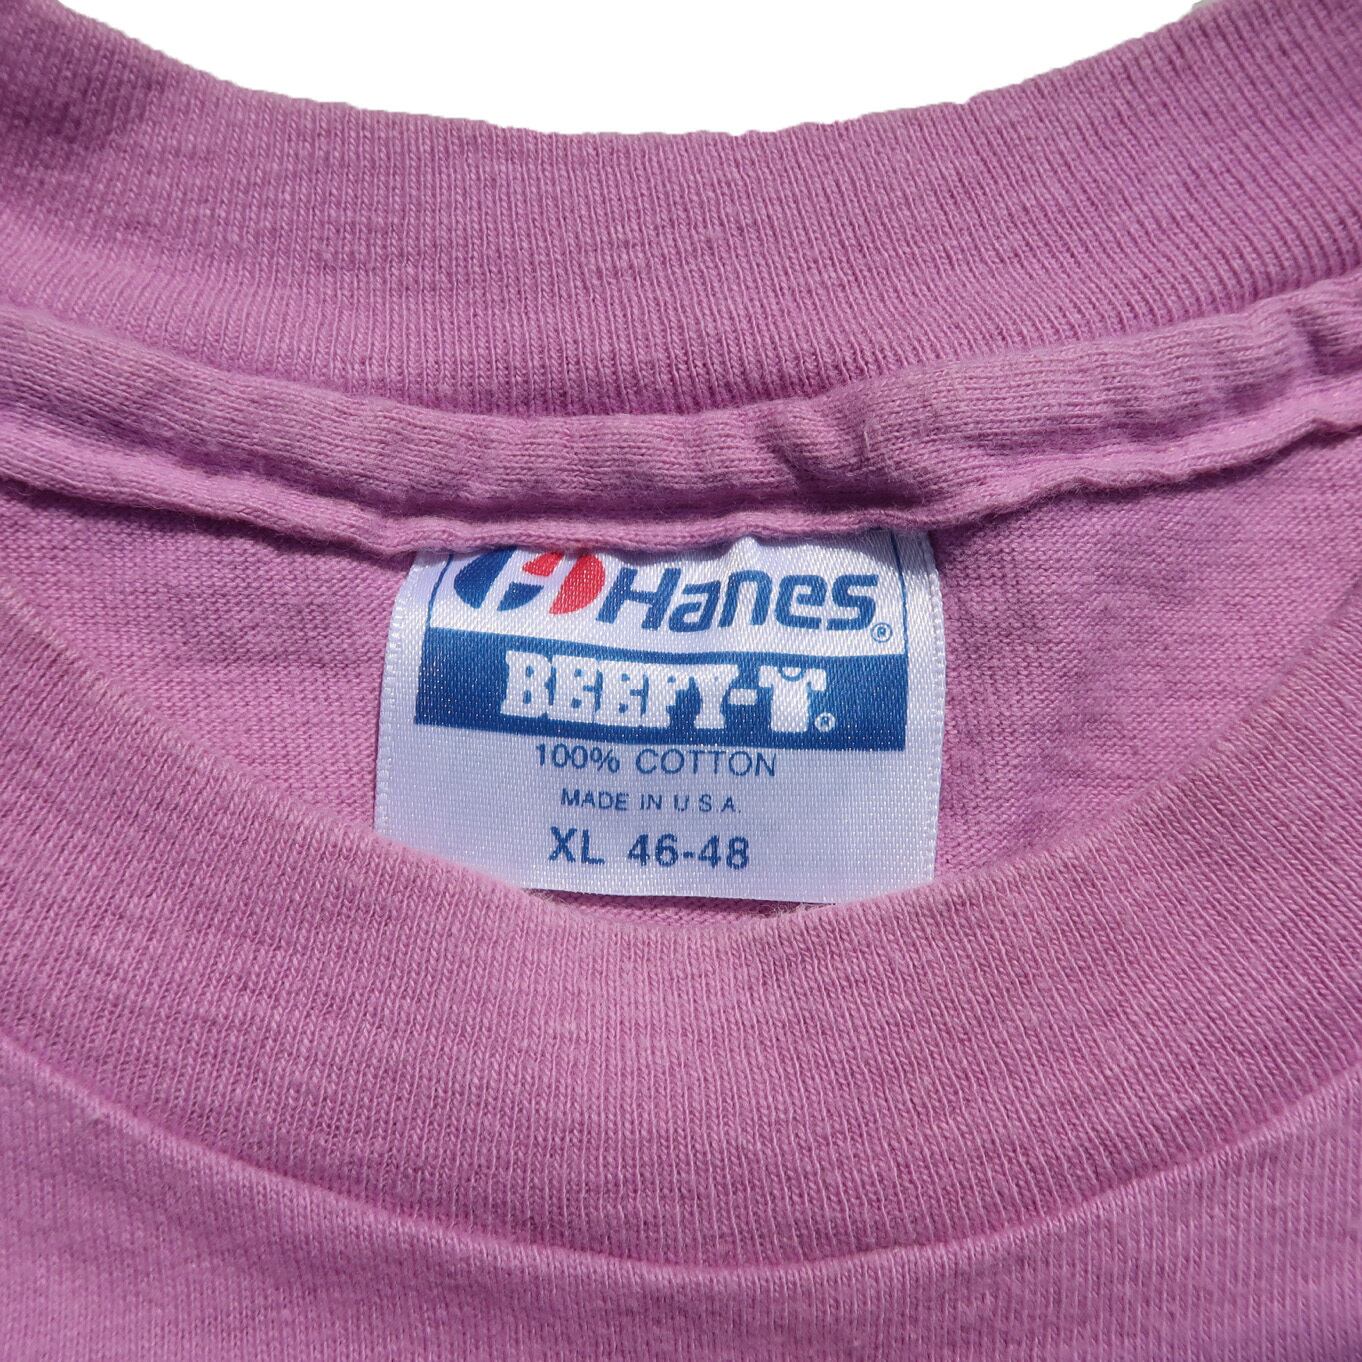 Hanes®
BEEFY-T®
100% COTTON
MADE IN U.S.A.
XL 46-48